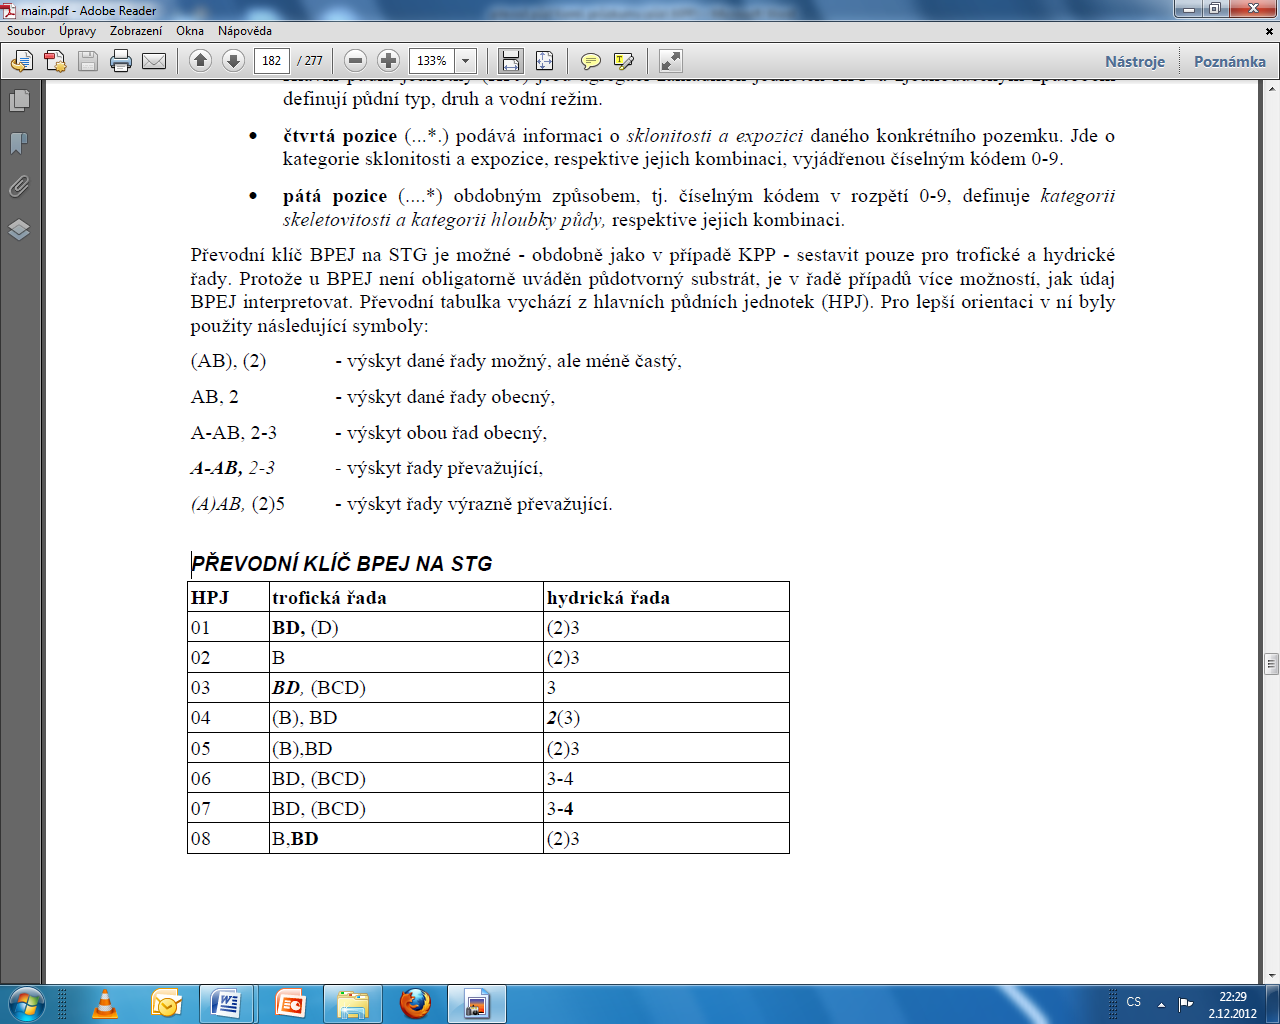 main.pdf - Adobe Reader
Soubor Úpravy Zobrazení Okna Nápověda
182 / 277 133% Nástroje Poznámka
definují půdní typ, druh a vodní režim.
• čtvrtá pozice (...*.) podává informaci o sklonitosti a expozici daného konkrétního pozemku. Jde o
kategorie sklonitosti a expozice, respektive jejich kombinaci, vyjádřenou číselným kódem 0-9.
• pátá pozice (....*) obdobným způsobem, tj. číselným kódem v rozpětí 0-9, definuje kategorii
skeletovitosti a kategorii hloubky půdy, respektive jejich kombinaci.
Převodní klíč BPEJ na STG je možné - obdobně jako v případě KPP - sestavit pouze pro trofické a hydrické
řady. Protože u BPEJ není obligatorně uváděn půdotvorný substrát, je v řadě případů více možností, jak údaj
BPEJ interpretovat. Převodní tabulka vychází z hlavních půdních jednotek (HPJ). Pro lepší orientaci v ní byly
použity následující symboly:
(AB), (2) - výskyt dané řady možný, ale méně častý,
AB, 2 - výskyt dané řady obecný,
A-AB, 2-3 - výskyt obou řad obecný,
A-AB, 2-3 - výskyt řady převažující,
(A)AB, (2)5 - výskyt řady výrazně převažující.
PŘEVODNÍ KLÍČ BPEJ NA STG
HPJ trofická řada hydrická řada
01 BD, (D) (2)3
02 B (2)3
03 BD, (BCD) 3
04 (B), BD 2(3)
05 (B),BD (2)3
06 BD, (BCD) 3-4
07 BD, (BCD) 3-4
08 B,BD (2)3
CS 22:29
2.12.2012